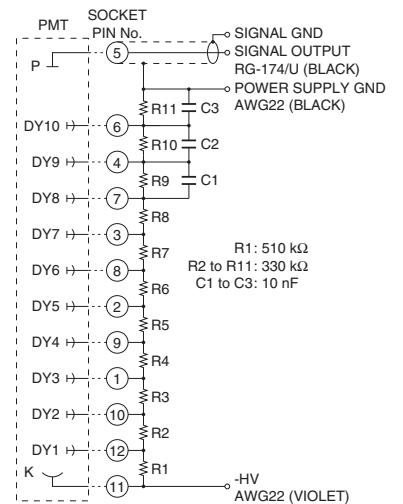 PMT
SOCKET
PIN No.
SIGNAL GND
5
SIGNAL OUTPUT
P
RG-174/U (BLACK)
POWER SUPPLY GND
AWG22 (BLACK)
R11
C3
DY10
6
R10
C2
DY9
4
R9
C1
DY8
7
R8
DY7
3
R7
R1: 510 kΩ
DY6
8
R2 to R11: 330 kΩ
R6
C1 to C3: 10 nF
DY5
2
R5
DY4
9
R4
DY3
1
R3
DY2
10
R2
DY1
12
R1
K
11
-HV
AWG22 (VIOLET)